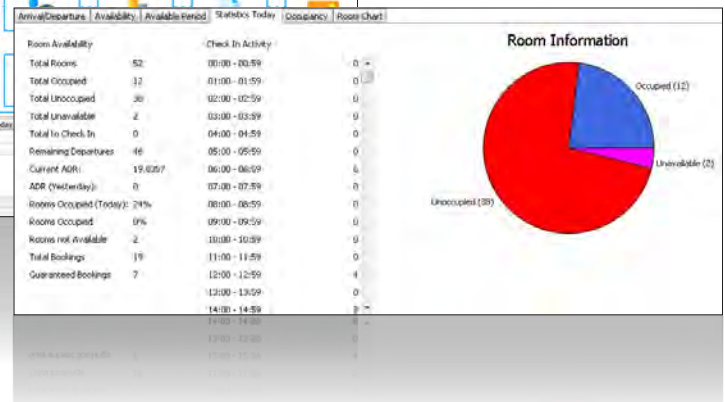 Arrival/Departure Availability Available Period Statistics Today Occupancy Room Chart
Room Availability Check In Activity
Total Rooms 52 00:00 - 00:59 0
Total Occupied 12 01:00 - 01:59 0
Total Unoccupied 38 02:00 - 02:59 0
Total Unavailable 2 03:00 - 03:59 0
Total to Check In 0 04:00 - 04:59 0
Remaining Departures 46 05:00 - 05:59 0
Current ADR: 06:00 - 06:59 6
ADR (Yesterday): 0 07:00 - 07:59 0
Rooms Occupied (Today): 24% 08:00 - 08:59 0
Rooms Occupied 0% 09:00 - 09:59 0
Rooms not Available 2 10:00 - 10:59 0
Total Bookings 19 11:00 - 11:59 0
Guaranteed Bookings 7 12:00 - 12:59 4
13:00 - 13:59 0
14:00 - 14:59
Room Information
Occupied (12)
Unavailable (2)
Unoccupied (38)